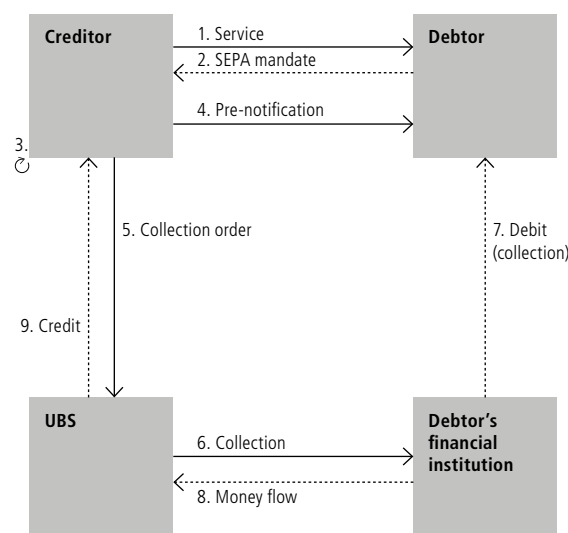 Creditor
1. Service
Debtor
2. SEPA mandate
4. Pre-notification
3.
5. Collection order
7. Debit
(collection)
9. Credit
UBS
Debtor’s
financial
institution
6. Collection
8. Money flow